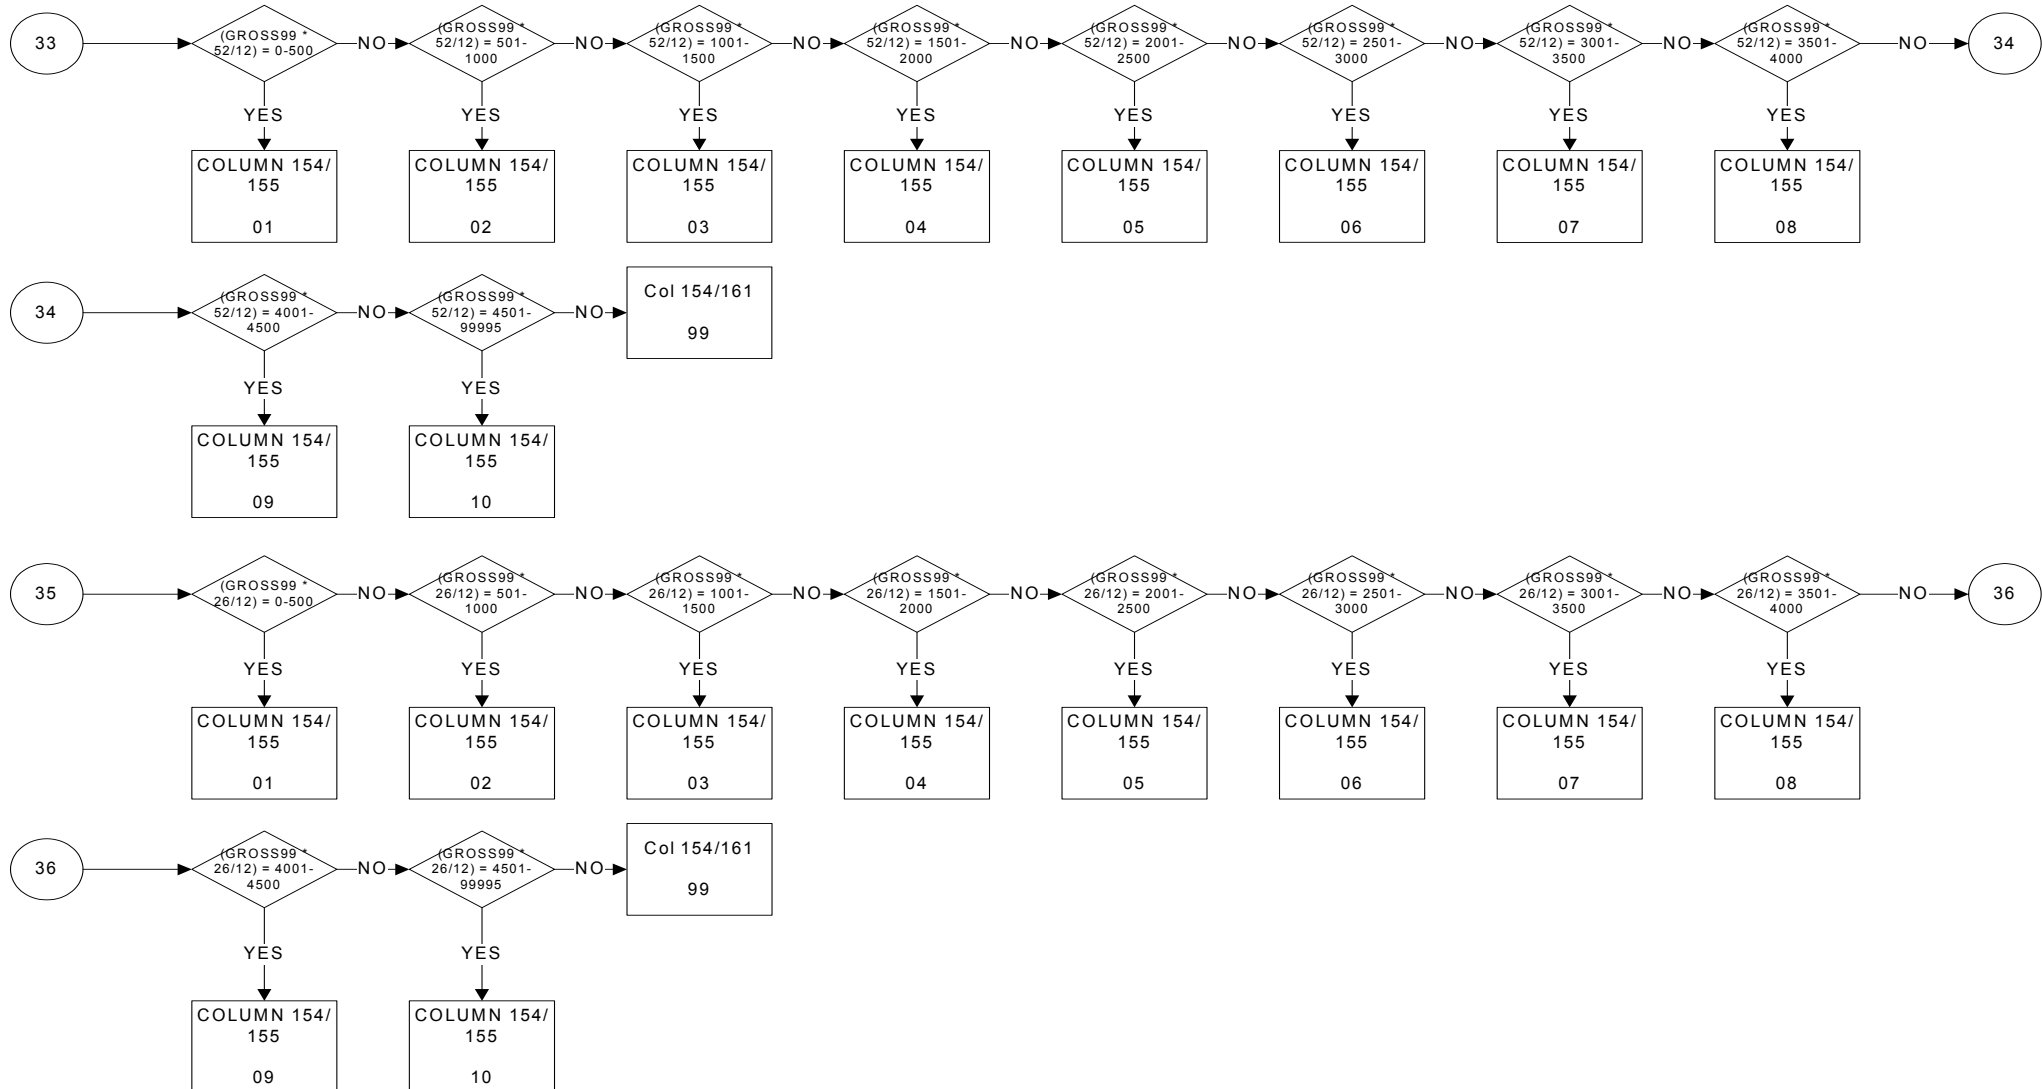 33
(GROSS99 *
52/12) = 0-500
NO
(GROSS99 *
52/12) = 501-
1000
NO
(GROSS99 *
52/12) = 1001-
1500
NO
(GROSS99 *
52/12) = 1501-
2000
NO
(GROSS99 *
52/12) = 2001-
2500
NO
(GROSS99 *
52/12) = 2501-
3000
NO
(GROSS99 *
52/12) = 3001-
3500
NO
(GROSS99 *
52/12) = 3501-
4000
NO
34
YES
YES
YES
YES
YES
YES
YES
YES
COLUMN 154/
155
01
COLUMN 154/
155
02
COLUMN 154/
155
03
COLUMN 154/
155
04
COLUMN 154/
155
05
COLUMN 154/
155
06
COLUMN 154/
155
07
COLUMN 154/
155
08
34
(GROSS99 *
52/12) = 4001-
4500
NO
(GROSS99 *
52/12) = 4501-
99995
NO
Col 154/161
99
YES
YES
COLUMN 154/
155
09
COLUMN 154/
155
10
35
(GROSS99 *
26/12) = 0-500
NO
(GROSS99 *
26/12) = 501-
1000
NO
(GROSS99 *
26/12) = 1001-
1500
NO
(GROSS99 *
26/12) = 1501-
2000
NO
(GROSS99 *
26/12) = 2001-
2500
NO
(GROSS99 *
26/12) = 2501-
3000
NO
(GROSS99 *
26/12) = 3001-
3500
NO
(GROSS99 *
26/12) = 3501-
4000
NO
36
YES
YES
YES
YES
YES
YES
YES
YES
COLUMN 154/
155
01
COLUMN 154/
155
02
COLUMN 154/
155
03
COLUMN 154/
155
04
COLUMN 154/
155
05
COLUMN 154/
155
06
COLUMN 154/
155
07
COLUMN 154/
155
08
36
(GROSS99 *
26/12) = 4001-
4500
NO
(GROSS99 *
26/12) = 4501-
99995
NO
Col 154/161
99
YES
YES
COLUMN 154/
155
09
COLUMN 154/
155
10